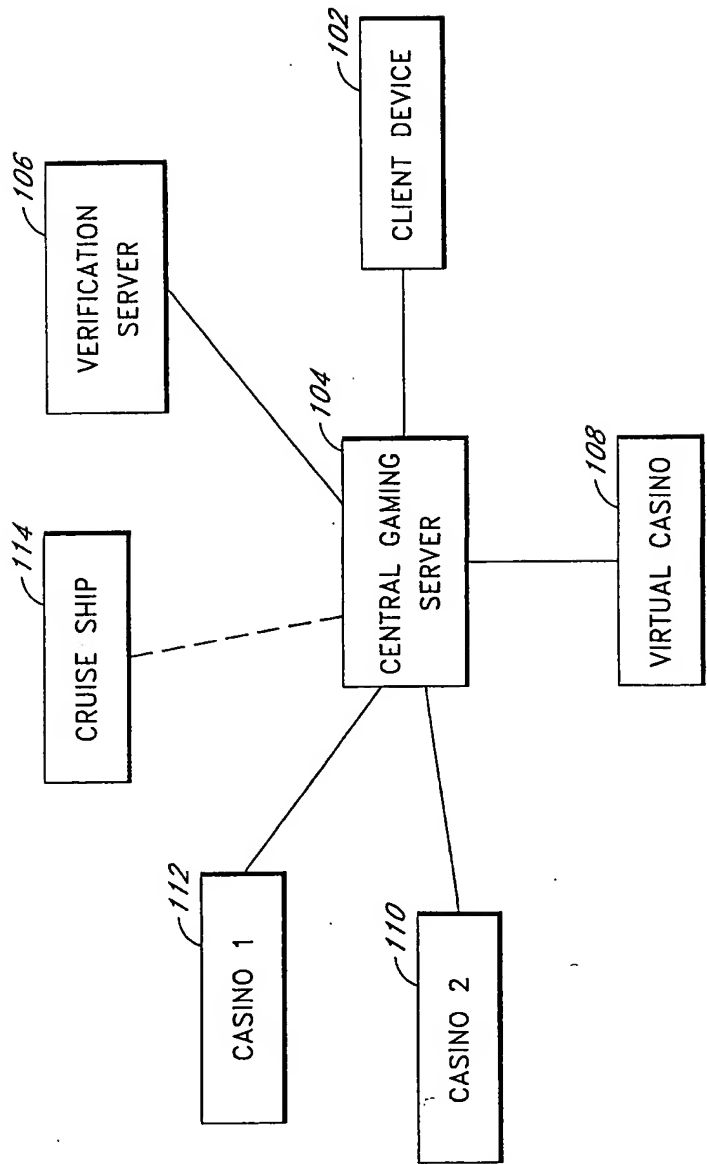 114
CRUISE SHIP
106
VERIFICATION
SERVER
112
CASINO 1
104
CENTRAL GAMING
SERVER
102
CLIENT DEVICE
110
CASINO 2
108
VIRTUAL CASINO